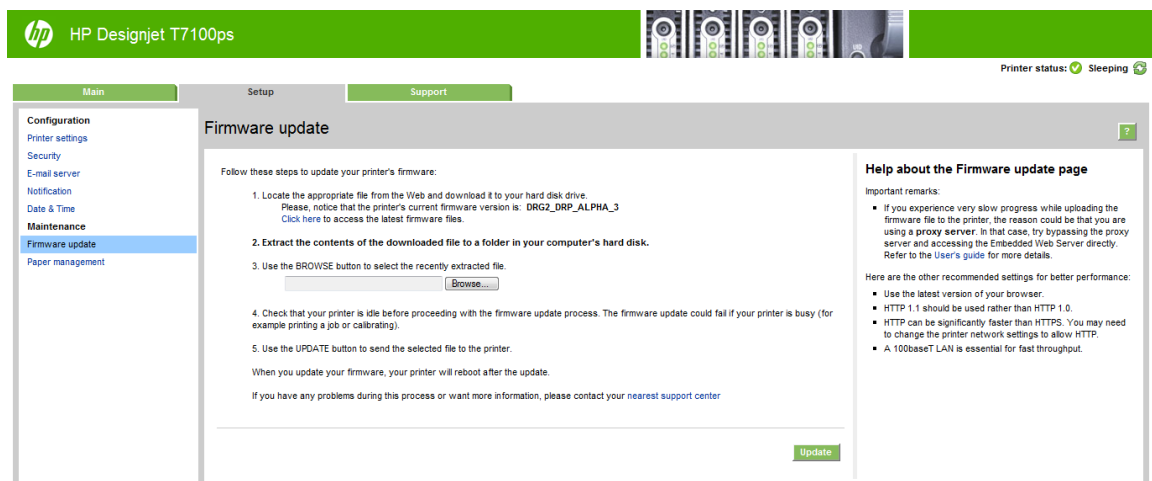 hp HP Designjet T7100ps
UID
Printer status: Sleeping
Main Setup Support
Configuration
Printer settings
Security
E-mail server
Notification
Date & Time
Maintenance
Firmware update
Paper management
Firmware update
?
Follow these steps to update your printer's firmware:
1. Locate the appropriate file from the Web and download it to your hard disk drive.
Please, notice that the printer's current firmware version is: DRG2_DRP_ALPHA_3
Click here to access the latest firmware files.
2. Extract the contents of the downloaded file to a folder in your computer's hard disk.
3. Use the BROWSE button to select the recently extracted file.
Browse...
4. Check that your printer is idle before proceeding with the firmware update process. The firmware update could fail if your printer is busy (for
example printing a job or calibrating).
5. Use the UPDATE button to send the selected file to the printer.
When you update your firmware, your printer will reboot after the update.
If you have any problems during this process or want more information, please contact your nearest support center
Update
Help about the Firmware update page
Important remarks:
If you experience very slow progress while uploading the
firmware file to the printer, the reason could be that you are
using a proxy server. In that case, try bypassing the proxy
server and accessing the Embedded Web Server directly.
Refer to the User's guide for more details.
Here are the other recommended settings for better performance:
Use the latest version of your browser.
HTTP 1.1 should be used rather than HTTP 1.0.
HTTP can be significantly faster than HTTPS. You may need
to change the printer network settings to allow HTTP.
A 100baseT LAN is essential for fast throughput.